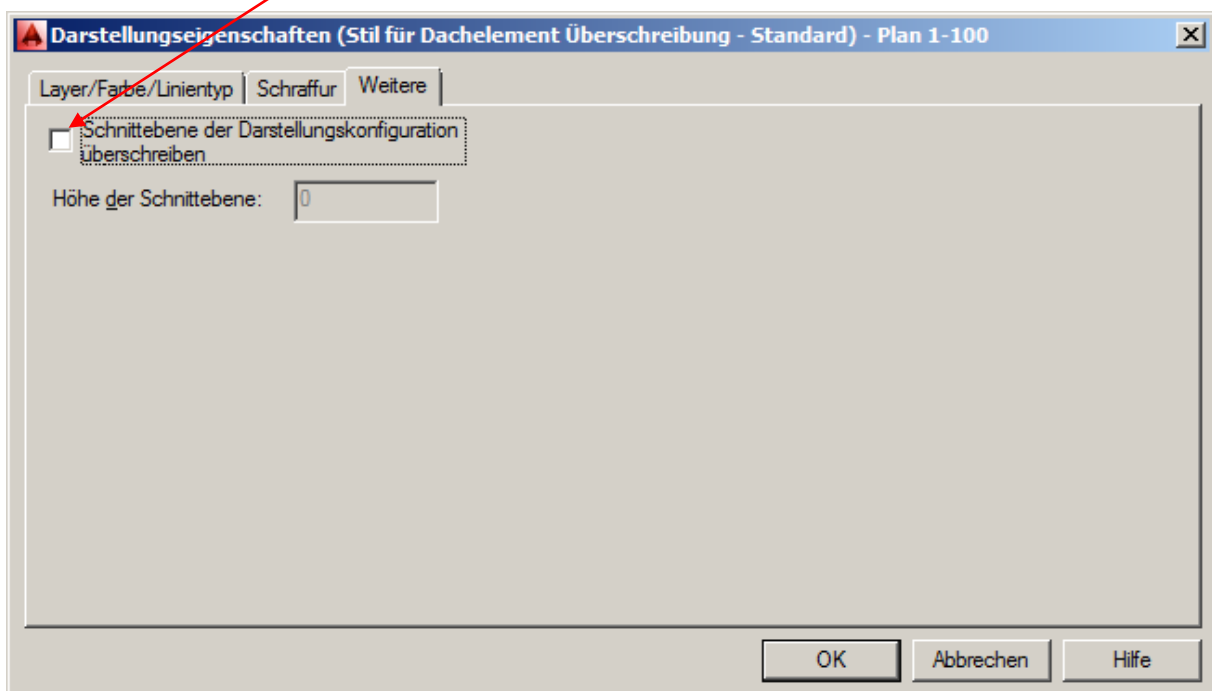 Darstellungseigenschaften (Stil für Dachelement Überschreibung - Standard) - Plan 1-100
Layer/Farbe/Linientyp Schraffur Weitere
Schnittebene der Darstellungskonfiguration
überschreiben
Höhe der Schnittebene: 0
OK Abbrechen Hilfe